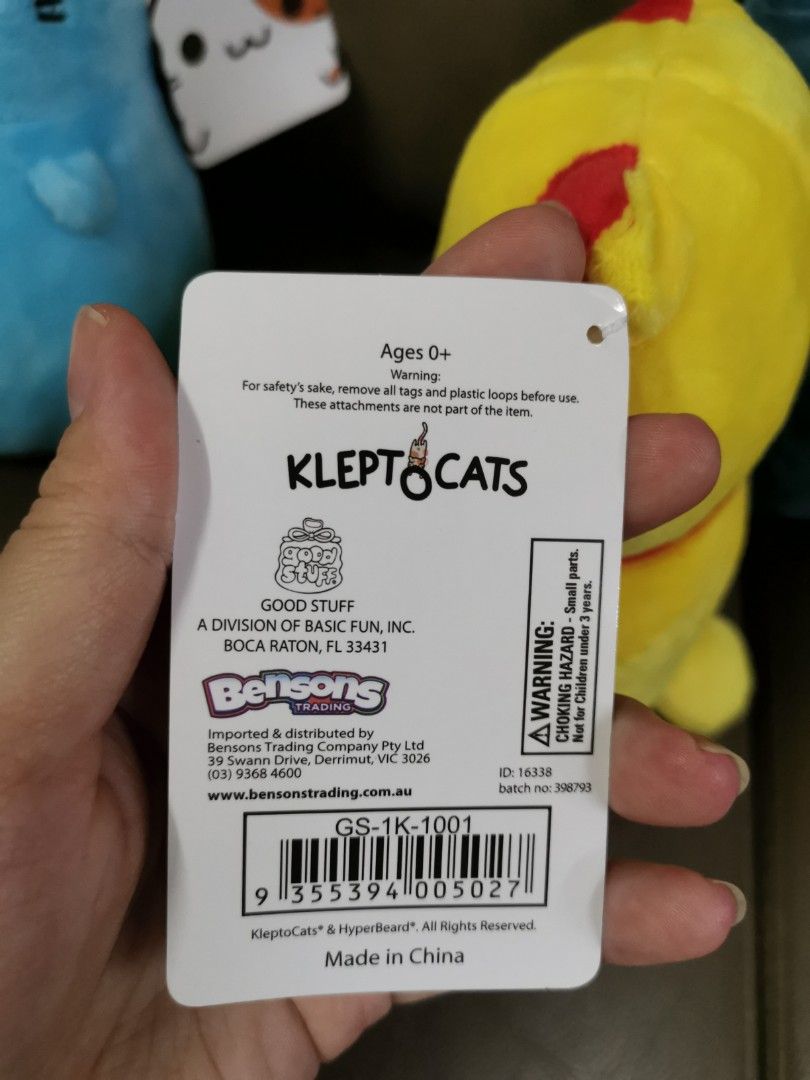 Ages 0+
Warning:
For safety's sake, remove all tags and plastic loops before use.
These attachments are not part of the item.
KLEPTOCATS
good
stuff.
GOOD STUFF
A DIVISION OF BASIC FUN, INC.
BOCA RATON, FL 33431
WARNING:
CHOKING HAZARD - Small parts.
Not for Children under 3 years.
Bensons
TRADING
Imported & distributed by
Bensons Trading Company Pty Ltd
39 Swann Drive, Derrimut, VIC 3026
(03) 9368 4600
www.bensonstrading.com.au
ID: 16338
batch no: 398793
GS-1K-1001
9 355394 005027
KleptoCats® & HyperBeard®. All Rights Reserved.
Made in China